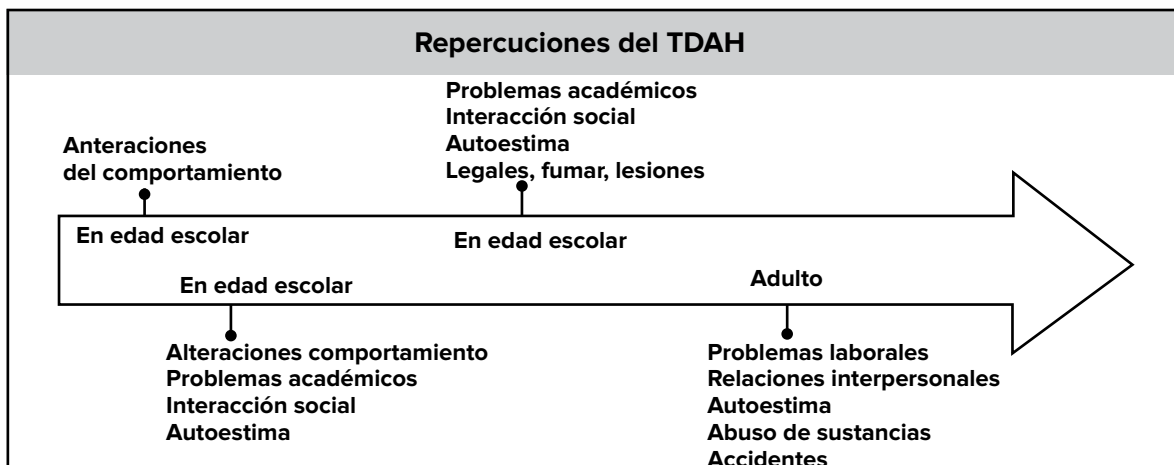 Repercuciones del TDAH
Anteraciones
del comportamiento
En edad escolar
En edad escolar
Alteraciones comportamiento
Problemas académicos
Interacción social
Autoestima
Problemas académicos
Interacción social
Autoestima
Legales, fumar, lesiones
En edad escolar
Adulto
Problemas laborales
Relaciones interpersonales
Autoestima
Abuso de sustancias
Accidentes